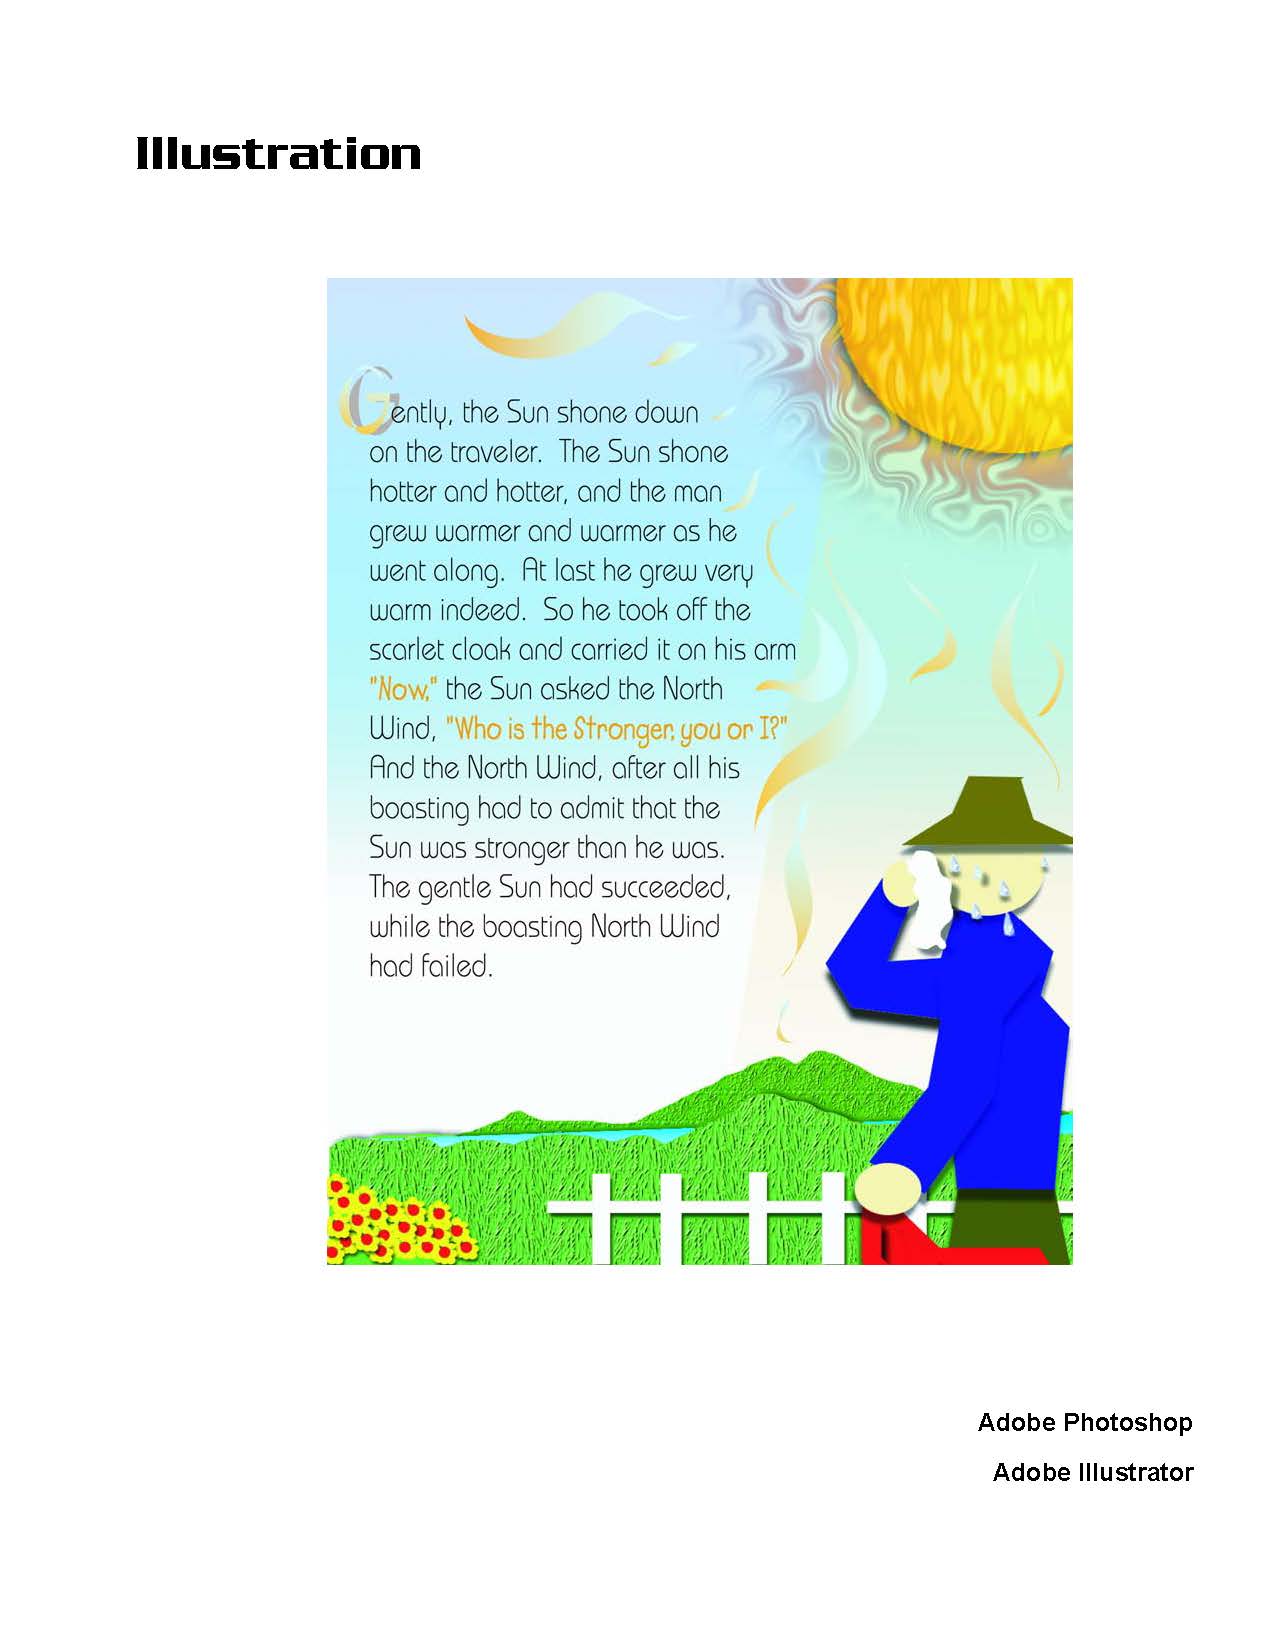 Illustration
Gently, the Sun shone down
on the traveler. The Sun shone
hotter and hotter, and the man
grew warmer and warmer as he
went along. At last he grew very
warm indeed. So he took off the
scarlet cloak and carried it on his arm
"Now," the Sun asked the North
Wind, "Who is the Stronger, you or I?"
And the North Wind, after all his
boasting had to admit that the
Sun was stronger than he was.
The gentle Sun had succeeded,
while the boasting North Wind
had failed.
Adobe Photoshop
Adobe Illustrator